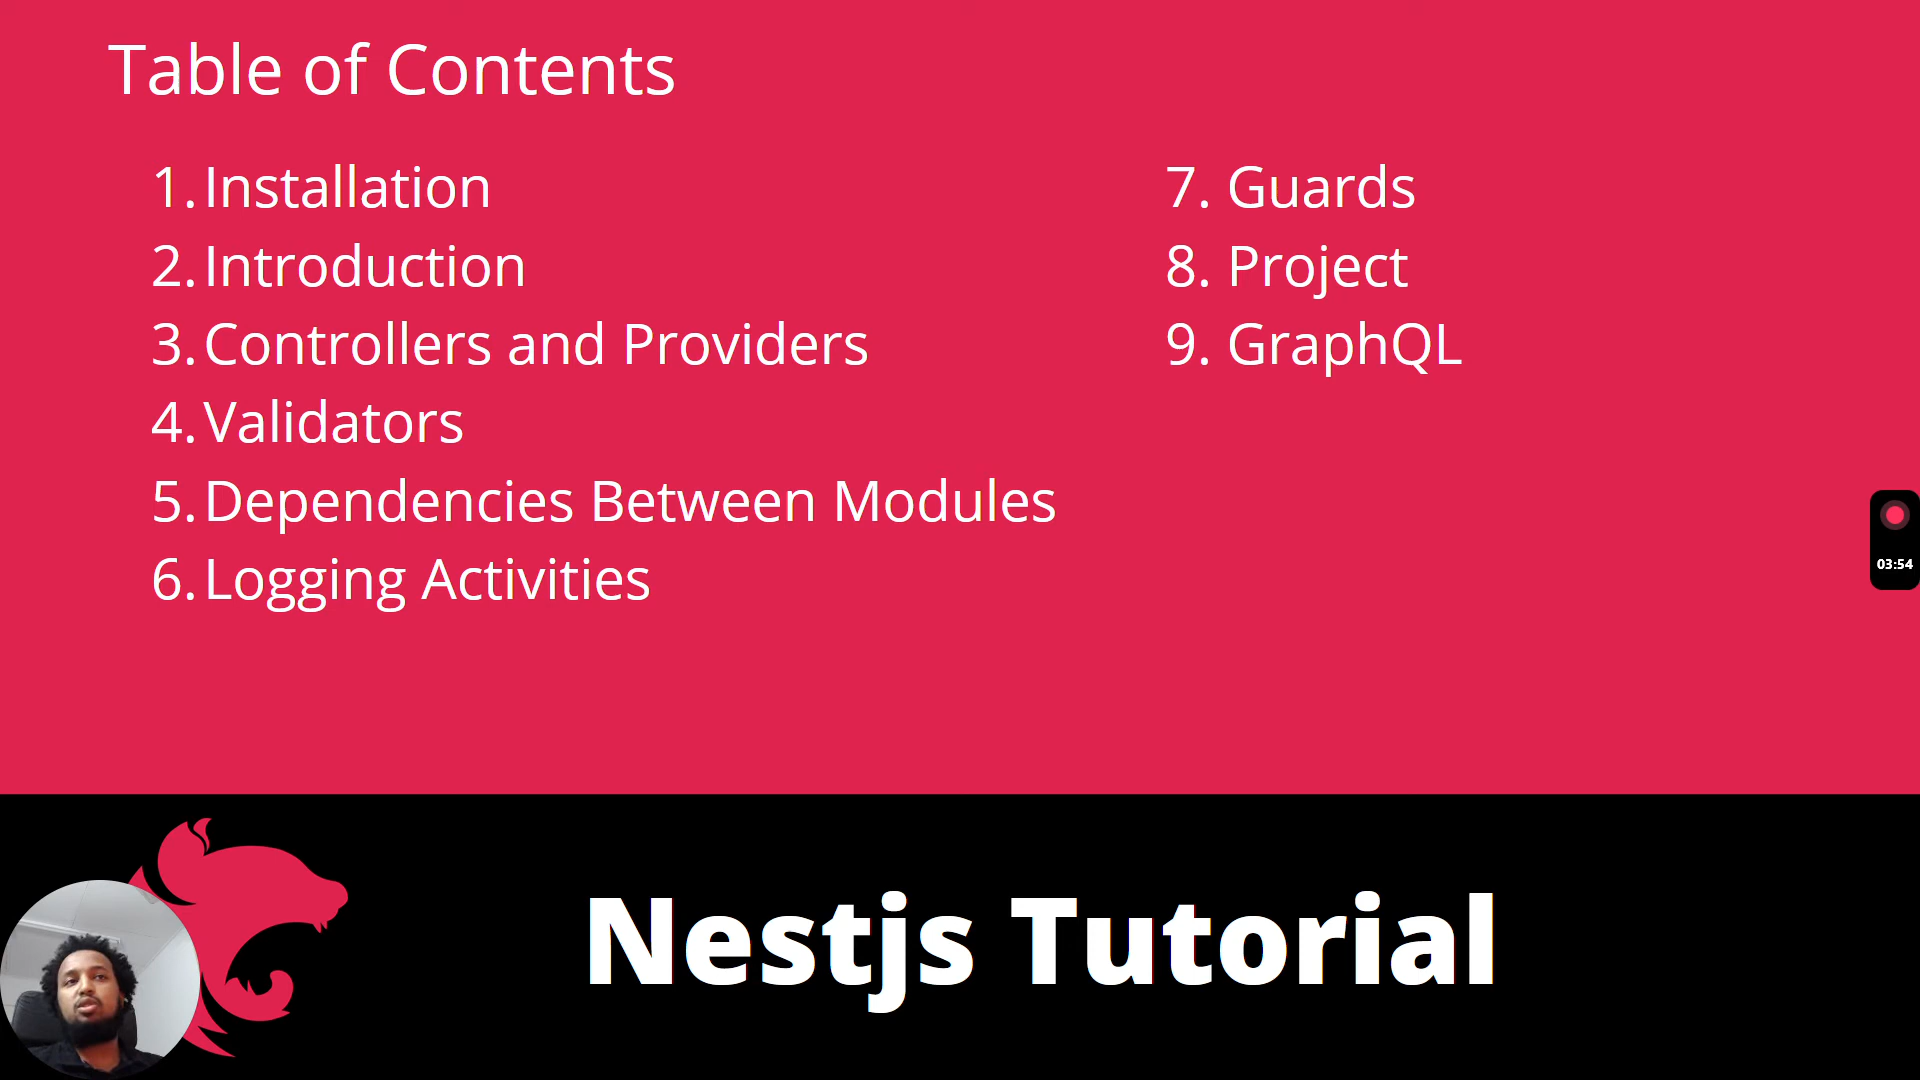 Table of Contents
1. Installation
2. Introduction
3. Controllers and Providers
4. Validators
5. Dependencies Between Modules
6. Logging Activities
7. Guards
8. Project
9. GraphQL
03:54
Nestjs Tutorial